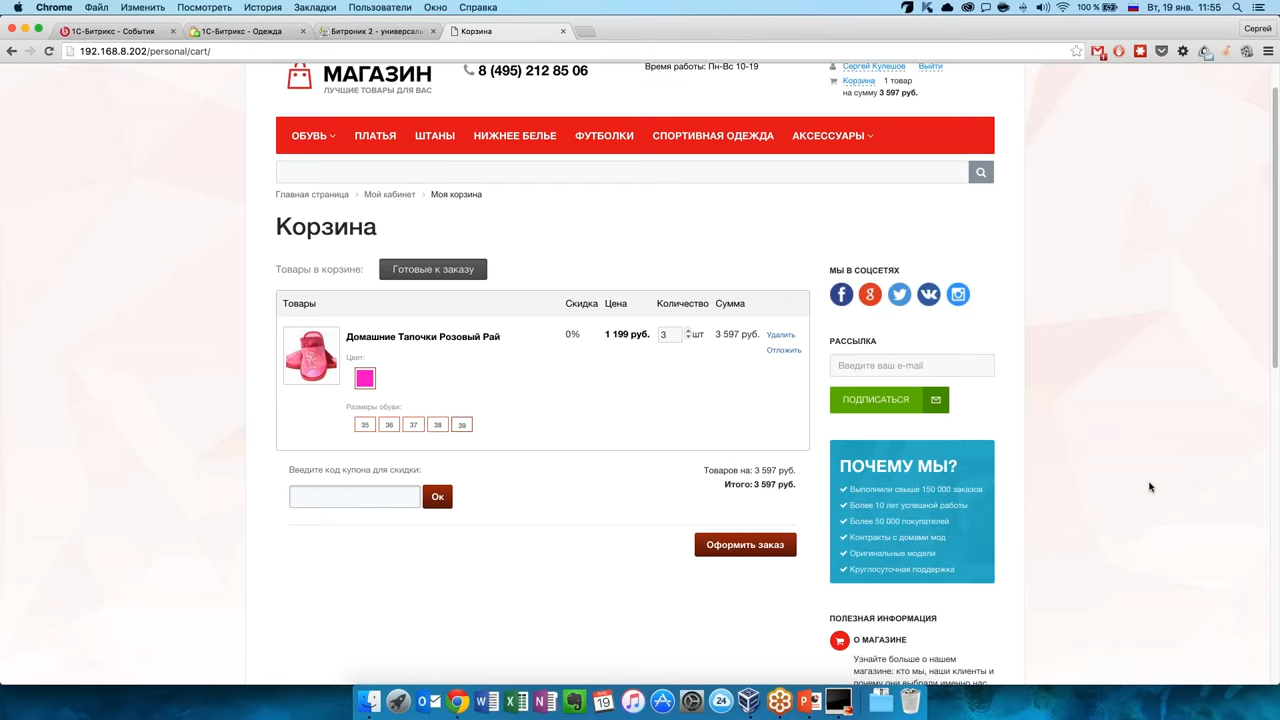 Chrome Файл Изменить Посмотреть История Закладки Пользователи Окно Справка 100 % Вт, 19 янв. 11:55
1С-Битрикс - События 1С-Битрикс - Одежда Битроник 2 - универсаль Корзина Сергей
192.168.8.202/personal/cart/
МАГАЗИН
ЛУЧШИЕ ТОВАРЫ ДЛЯ ВАС
8 (495) 212 85 06
Время работы: Пн-Вс 10-19
Сергей Кулешов Выйти
Корзина 1 товар
на сумму 3 597 руб.
ОБУВЬ ПЛАТЬЯ ШТАНЫ НИЖНЕЕ БЕЛЬЕ ФУТБОЛКИ СПОРТИВНАЯ ОДЕЖДА АКСЕССУАРЫ
Главная страница Мой кабинет Моя корзина
Корзина
Товары в корзине: Готовые к заказу
Товары Скидка Цена Количество Сумма
Домашние Тапочки Розовый Рай 0% 1 199 руб. 3 шт 3 597 руб. Удалить
Отложить
Цвет:
Размеры обуви:
35 36 37 38 39
Введите код купона для скидки:
Ок
Товаров на: 3 597 руб.
Итого: 3 597 руб.
Оформить заказ
МЫ В СОЦСЕТЯХ
РАССЫЛКА
Введите ваш e-mail
ПОДПИСАТЬСЯ
ПОЧЕМУ МЫ?
Выполнили свыше 150 000 заказов
Более 10 лет успешной работы
Более 50 000 покупателей
Контракты с домами мод
Оригинальные модели
Круглосуточная поддержка
ПОЛЕЗНАЯ ИНФОРМАЦИЯ
О МАГАЗИНЕ
Узнайте больше о нашем
магазине: кто мы, наши клиенты и
почему они выбрали именно нас
19
24